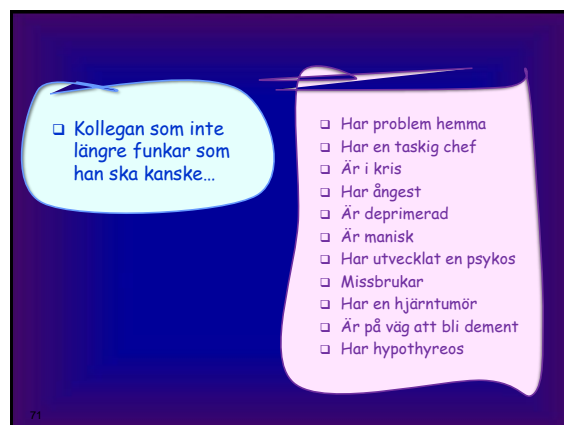 ❑ Kollegan som inte
längre funkar som
han ska kanske…
❑ Har problem hemma
❑ Har en taskig chef
❑ Är i kris
❑ Har ångest
❑ Är deprimerad
❑ Är manisk
❑ Har utvecklat en psykos
❑ Missbrukar
❑ Har en hjärntumör
❑ Är på väg att bli dement
❑ Har hypothyreos
71